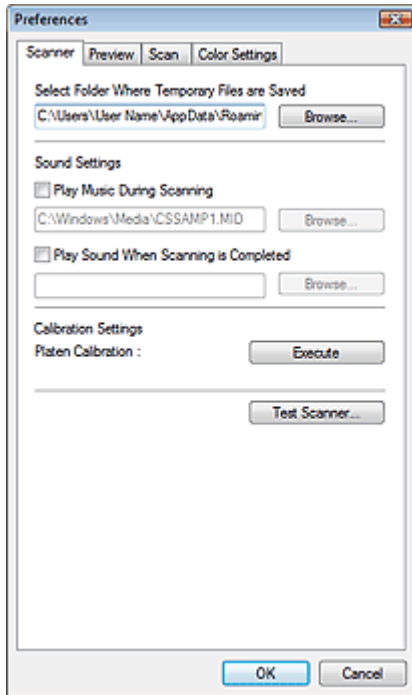 Preferences
Scanner Preview Scan Color Settings
Select Folder Where Temporary Files are Saved
C:\Users\User Name\AppData\Roamin Browse...
Sound Settings
Play Music During Scanning
C:\Windows\Media\CSSAMP1.MID Browse...
Play Sound When Scanning is Completed
Browse...
Calibration Settings
Platen Calibration : Execute
Test Scanner...
OK Cancel